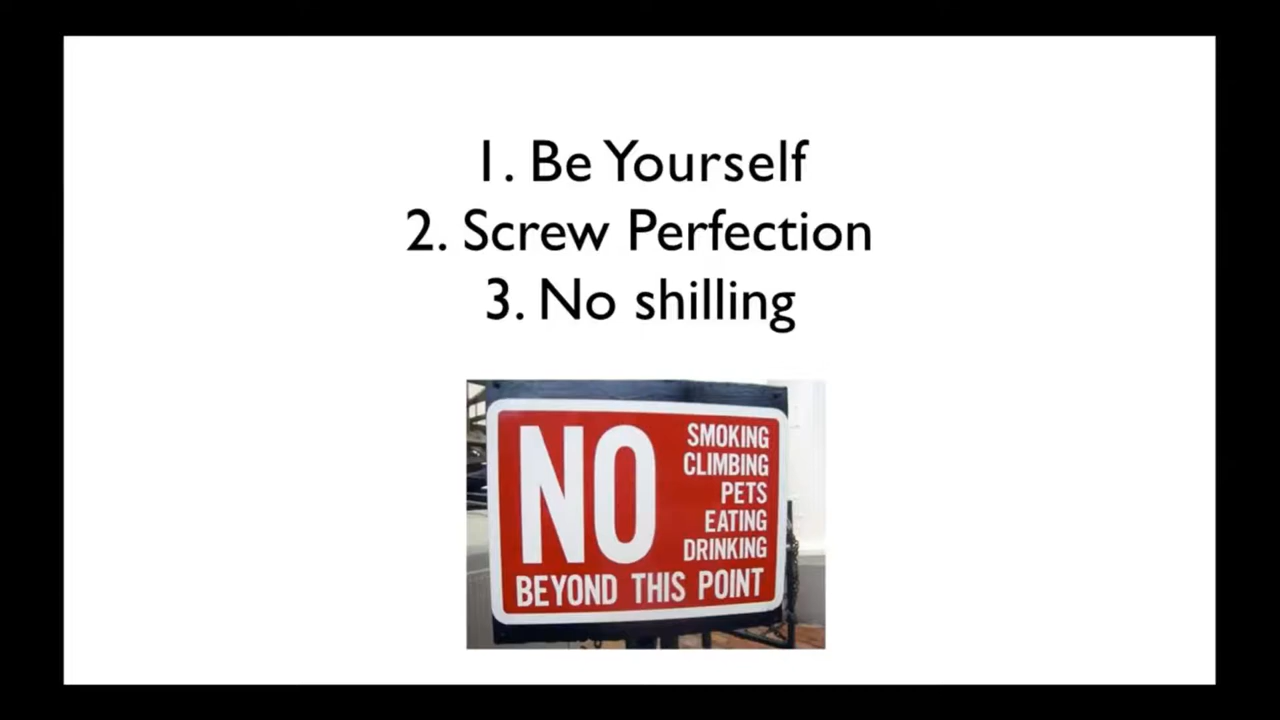 1. Be Yourself
2. Screw Perfection
3. No shilling
NO
SMOKING
CLIMBING
PETS
EATING
DRINKING
BEYOND THIS POINT